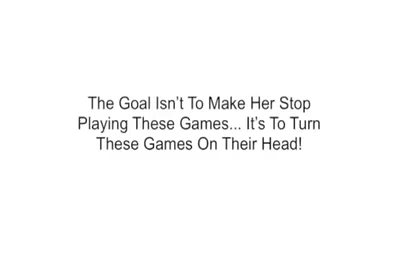 The Goal Isn't To Make Her Stop
Playing These Games... It's To Turn
These Games On Their Head!